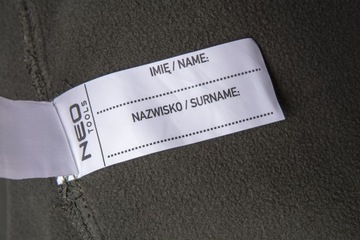 NEO
TOOLS
IMIĘ / NAME:
NAZWISKO / SURNAME: